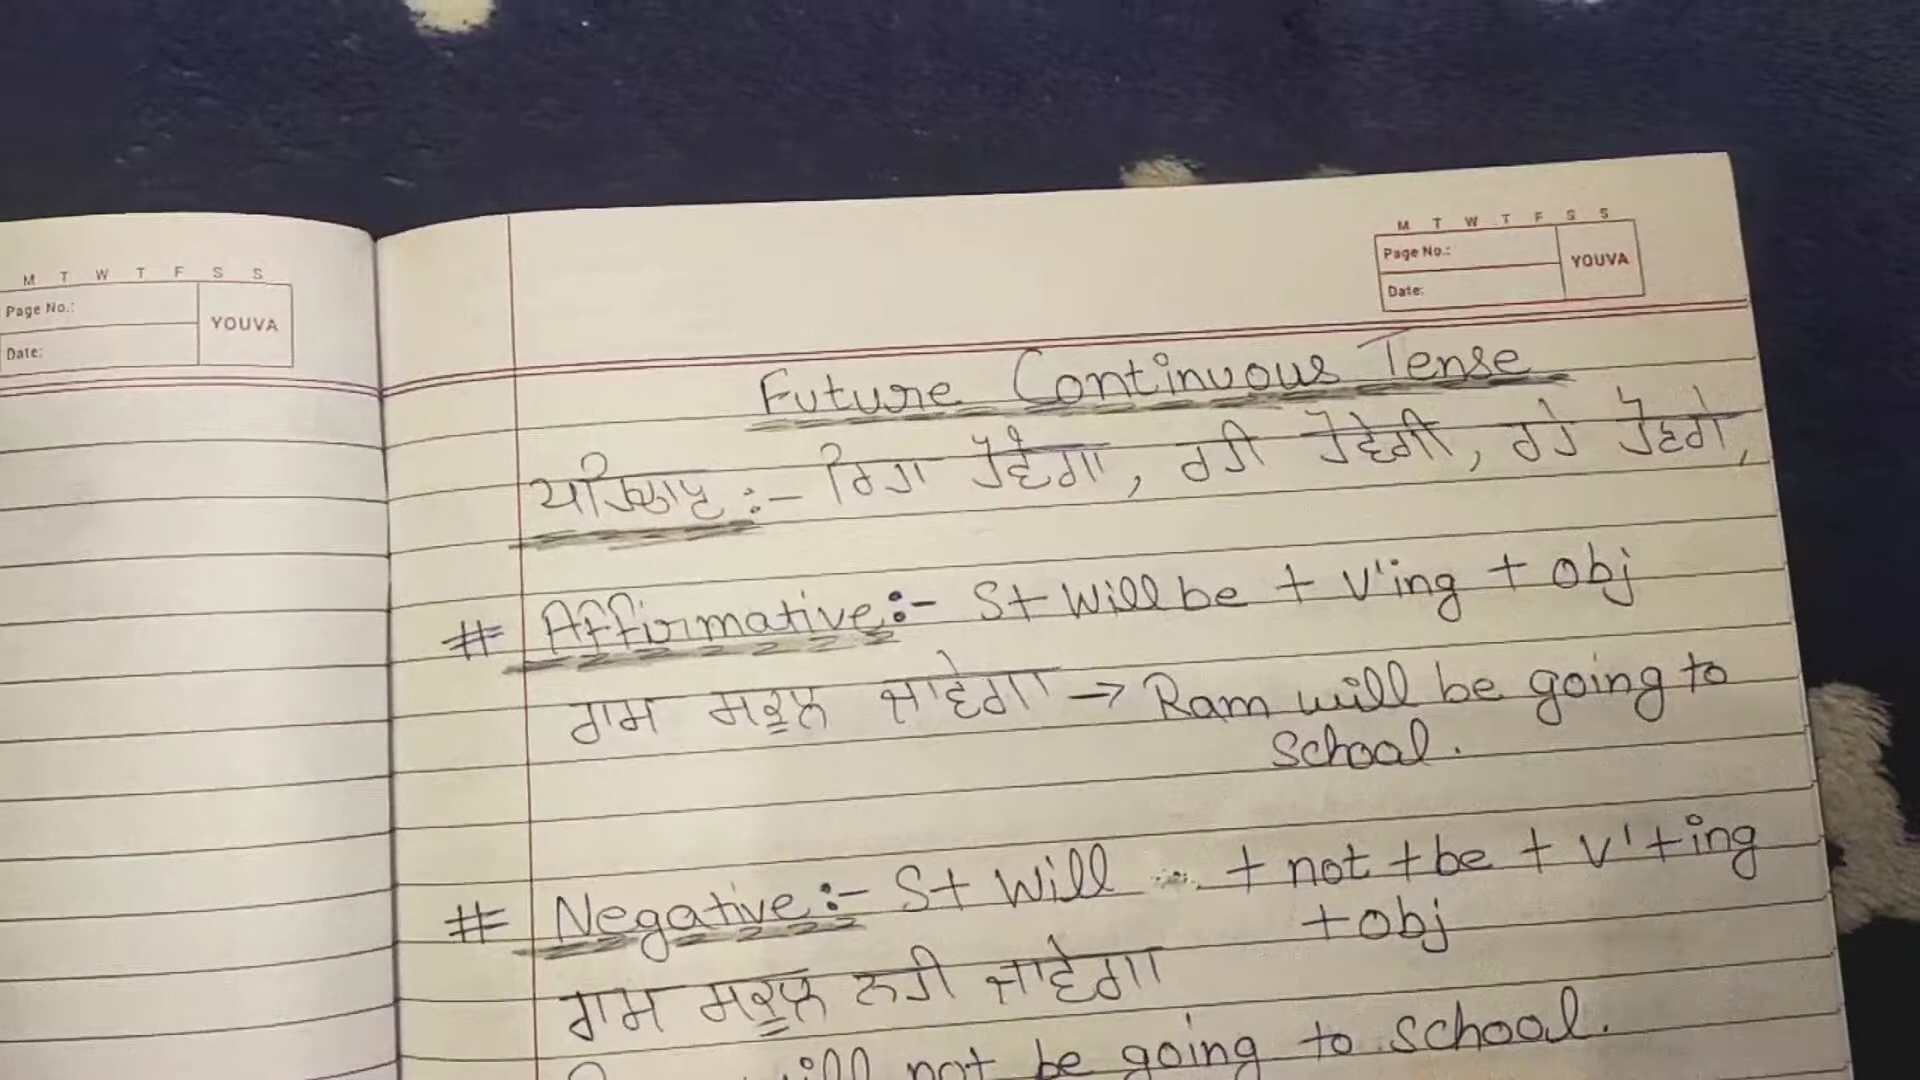 M T W T F S S
Page No.:
YOUVA
Date:
M T W T F S S
Page No.:
YOUVA
Date:
Future Continuous Tense
ਪਹਿਚਾਣ :- ਰਿਹਾ ਹੋਵੇਗਾ, ਰਹੀ ਹੋਵੇਗੀ, ਰਹੇ ਹੋਣਗੇ,
# Affirmative:- S+ Will be + V'ing + obj
ਰਾਮ ਸਕੂਲ ਜਾਵੇਗਾ → Ram will be going to
school.
# Negative:- S+ Will + not + be + V'+ing
+ obj
ਰਾਮ ਸਕੂਲ ਨਹੀ ਜਾਵੇਗਾ
will not be going to school.